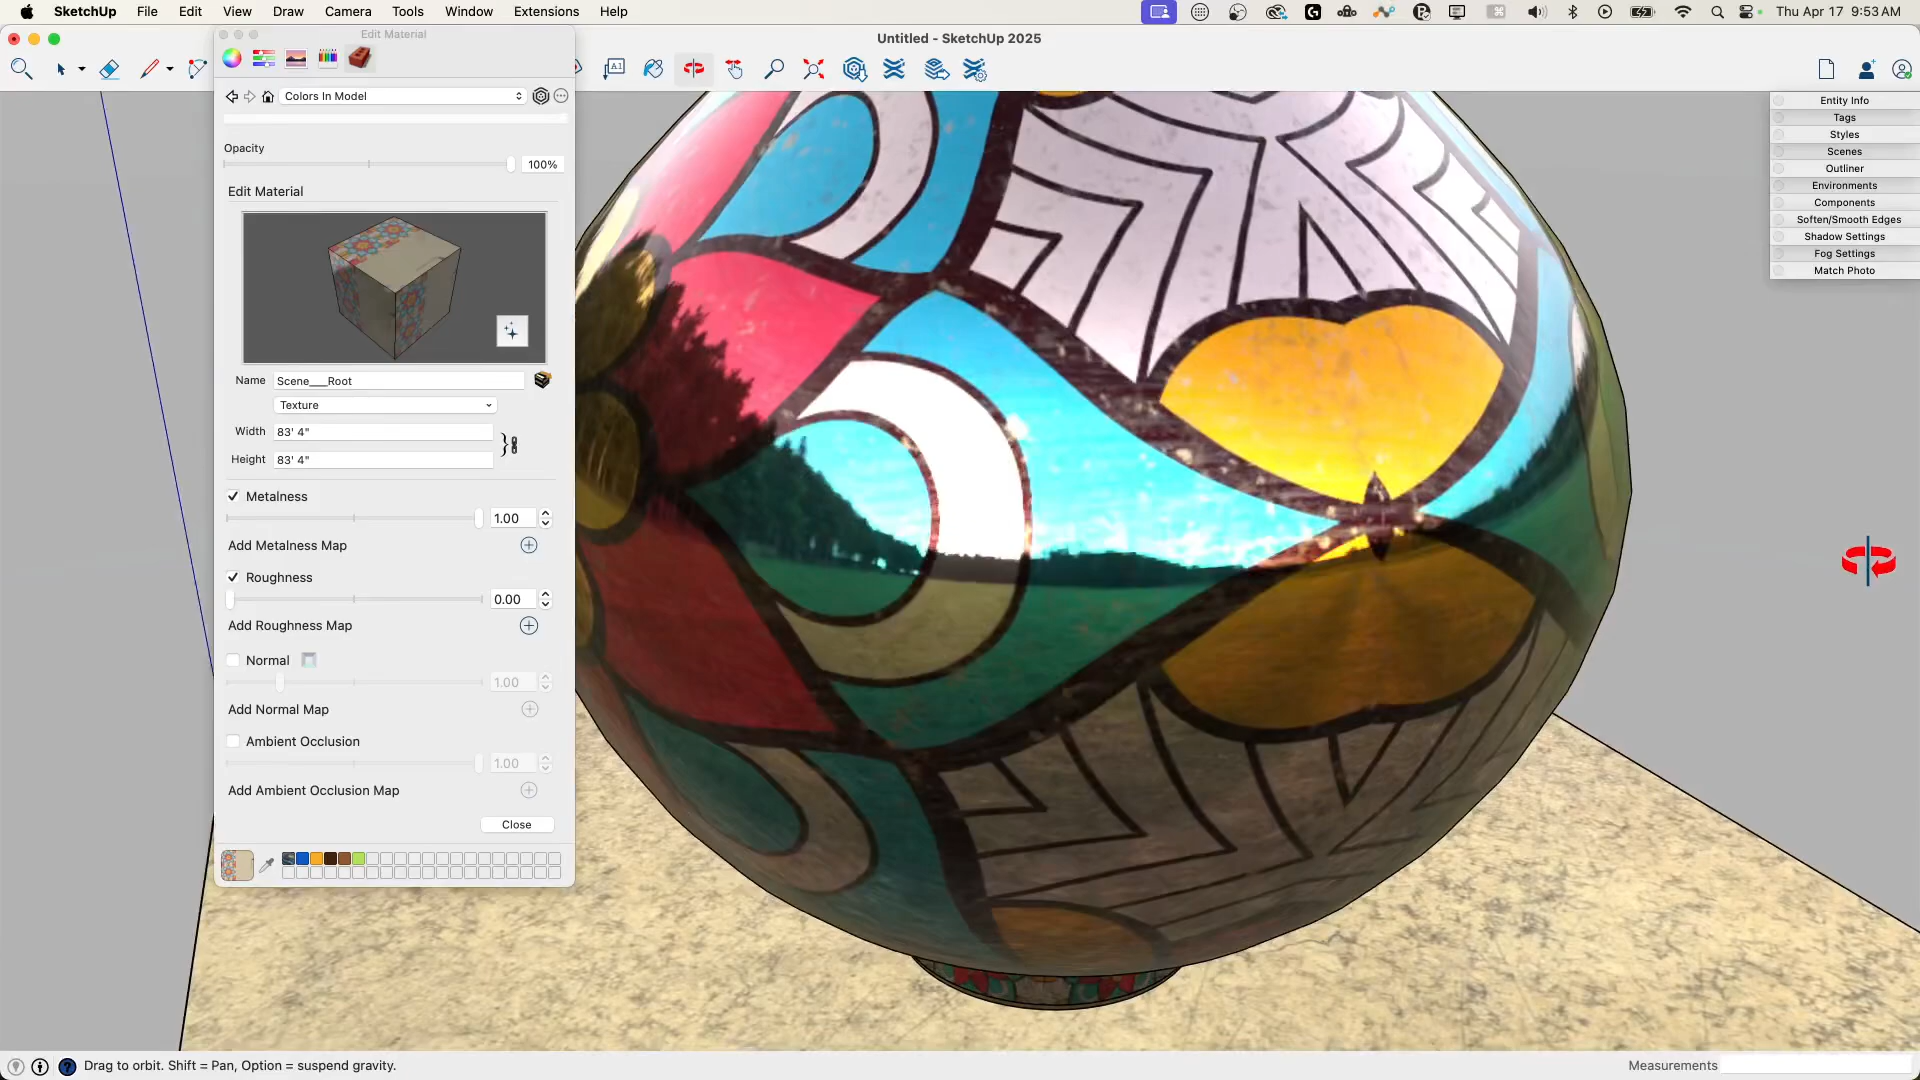 SketchUp File Edit View Draw Camera Tools Window Extensions Help Thu Apr 17 9:53 AM
Edit Material
Untitled - SketchUp 2025
A1
Colors In Model
Opacity
100%
Edit Material
Name Scene___Root
Texture
Width 83' 4"
Height 83' 4"
Metalness
1.00
Add Metalness Map
Roughness
0.00
Add Roughness Map
Normal
1.00
Add Normal Map
Ambient Occlusion
1.00
Add Ambient Occlusion Map
Close
Entity Info
Tags
Styles
Scenes
Outliner
Environments
Components
Soften/Smooth Edges
Shadow Settings
Fog Settings
Match Photo
Drag to orbit. Shift = Pan, Option = suspend gravity.
Measurements